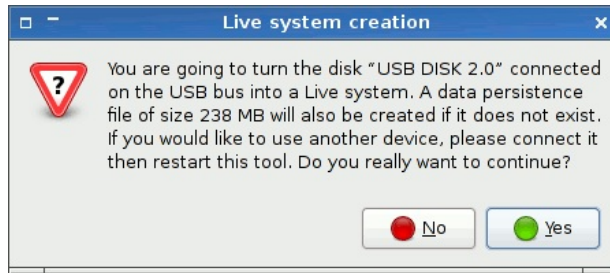 Live system creation
You are going to turn the disk “USB DISK 2.0” connected
on the USB bus into a Live system. A data persistence
file of size 238 MB will also be created if it does not exist.
If you would like to use another device, please connect it
then restart this tool. Do you really want to continue?
No
Yes